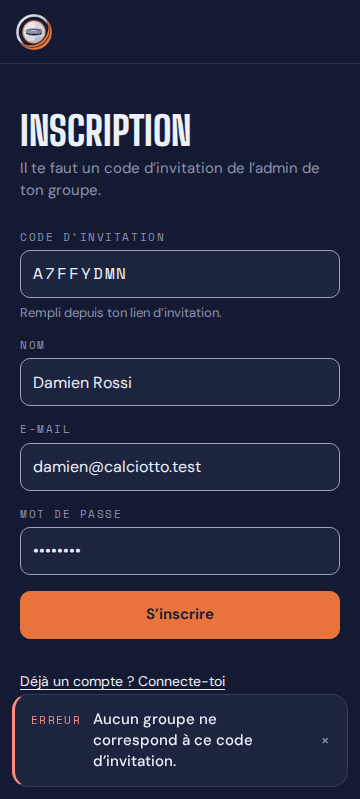 INSCRIPTION
Il te faut un code d’invitation de l’admin de
ton groupe.
CODE D’INVITATION
A7FFYDMN
Rempli depuis ton lien d’invitation.
NOM
Damien Rossi
E-MAIL
damien@calciotto.test
MOT DE PASSE
••••••••
S’inscrire
Déjà un compte ? Connecte-toi
ERREUR
Aucun groupe ne
correspond à ce code
d’invitation.
×